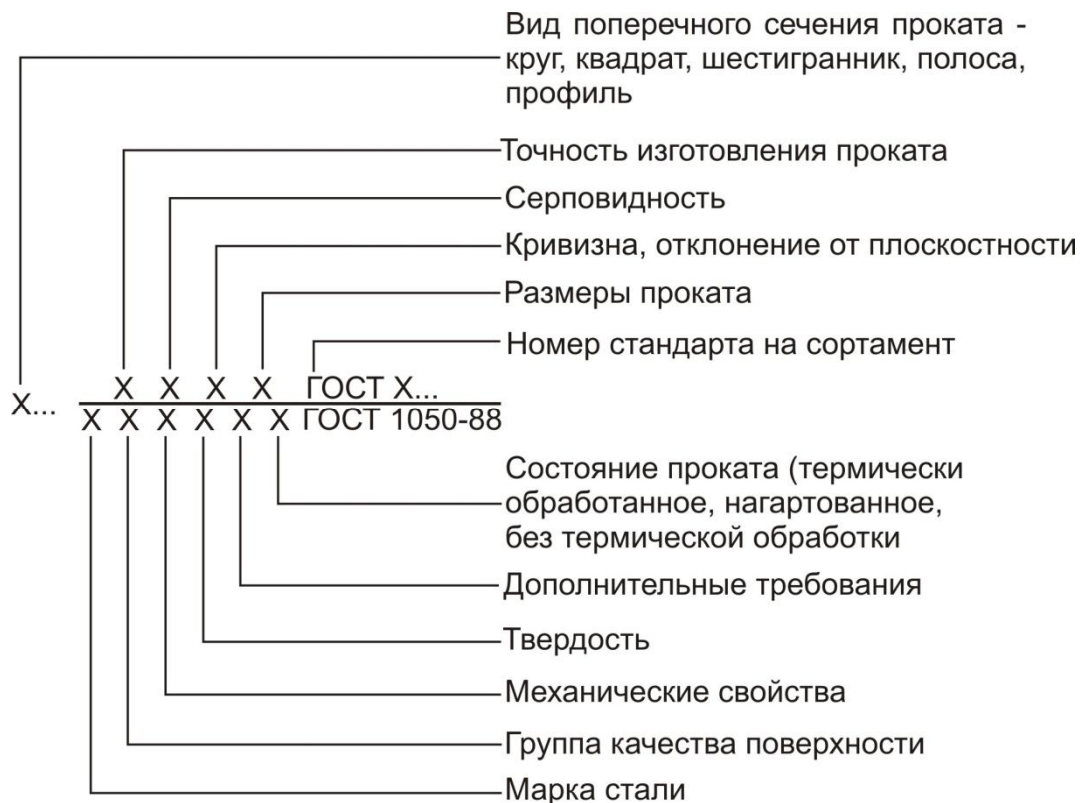 Вид поперечного сечения проката -
круг, квадрат, шестигранник, полоса,
профиль
Точность изготовления проката
Серповидность
Кривизна, отклонение от плоскостности
Размеры проката
Номер стандарта на сортамент
Х...
Х Х Х Х ГОСТ Х...
Х Х Х Х Х Х ГОСТ 1050-88
Состояние проката (термически
обработанное, нагартованное,
без термической обработки
Дополнительные требования
Твердость
Механические свойства
Группа качества поверхности
Марка стали